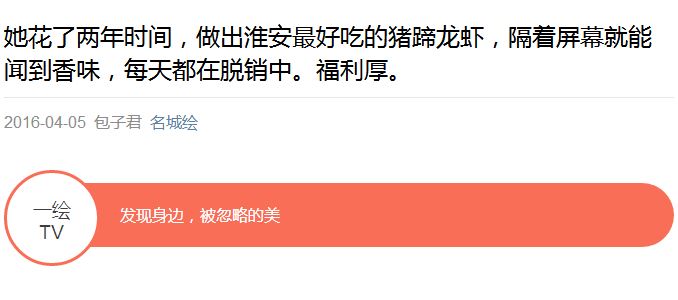 她花了两年时间，做出淮安最好吃的猪蹄龙虾，隔着屏幕就能
闻到香味，每天都在脱销中。福利厚。
2016-04-05 包子君 名城绘
一绘
TV
发现身边，被忽略的美